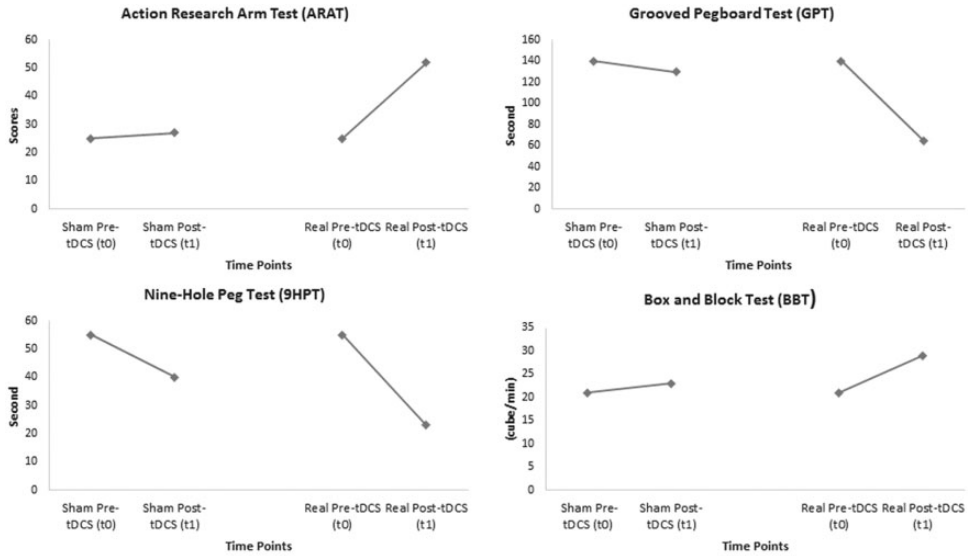 Action Research Arm Test (ARAT)
60
50
40
30
20
10
0
Scores
Sham Pre-
tDCS (t0)
Sham Post-
tDCS (t1)
Real Pre-tDCS
(t0)
Real Post-tDCS
(t1)
Time Points
Grooved Pegboard Test (GPT)
160
140
120
100
80
60
40
20
0
Second
Sham Pre-
tDCS (t0)
Sham Post-
tDCS (t1)
Real Pre-tDCS
(t0)
Real Post-
tDCS (t1)
Time Points
Nine-Hole Peg Test (9HPT)
60
50
40
30
20
10
0
Second
Sham Pre-
tDCS (t0)
Sham Post-
tDCS (t1)
Real Pre-tDCS
(t0)
Real Post-tDCS
(t1)
Time Points
Box and Block Test (BBT)
35
30
25
20
15
10
5
0
(cube/min)
Sham Pre-
tDCS (t0)
Sham Post-
tDCS (t1)
Real Pre-tDCS
(t0)
Real Post-tDCS
(t1)
Time Points